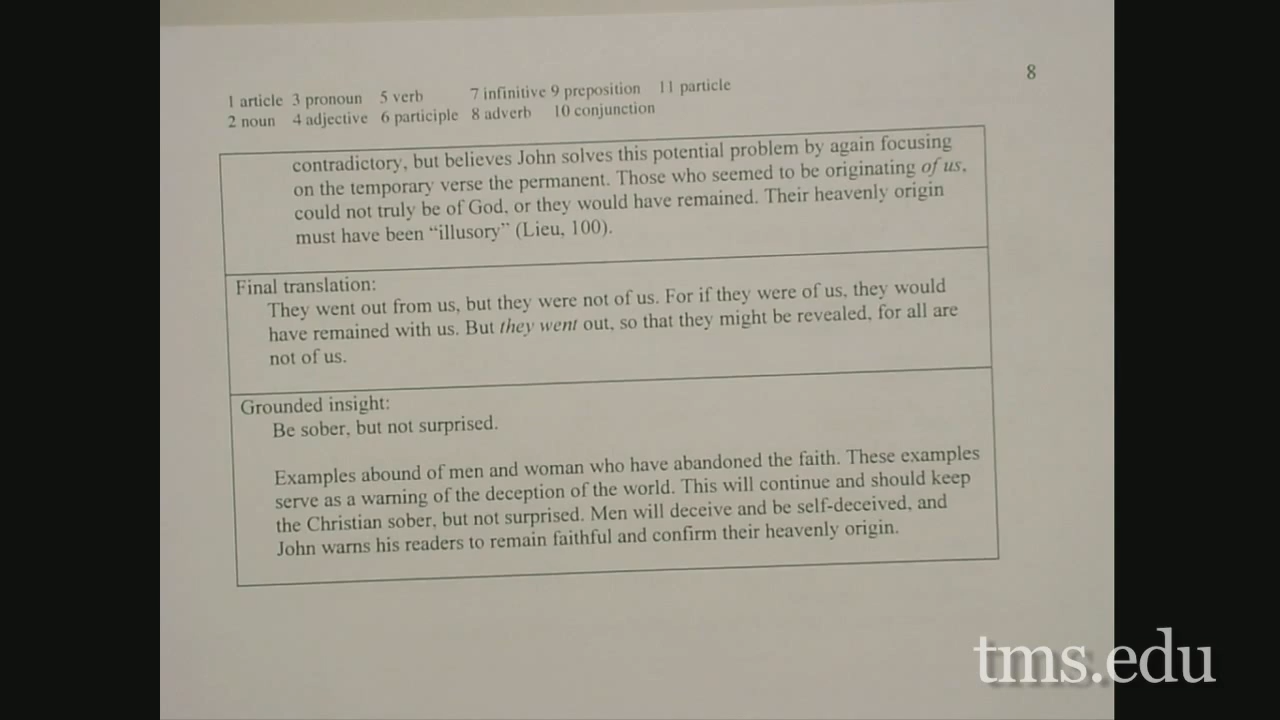 8
1 article 3 pronoun 5 verb 7 infinitive 9 preposition 11 particle
2 noun 4 adjective 6 participle 8 adverb 10 conjunction
contradictory, but believes John solves this potential problem by again focusing
on the temporary verse the permanent. Those who seemed to be originating of us,
could not truly be of God, or they would have remained. Their heavenly origin
must have been “illusory” (Lieu, 100).
Final translation:
They went out from us, but they were not of us. For if they were of us, they would
have remained with us. But they went out, so that they might be revealed, for all are
not of us.
Grounded insight:
Be sober, but not surprised.
Examples abound of men and woman who have abandoned the faith. These examples
serve as a warning of the deception of the world. This will continue and should keep
the Christian sober, but not surprised. Men will deceive and be self-deceived, and
John warns his readers to remain faithful and confirm their heavenly origin.
tms.edu